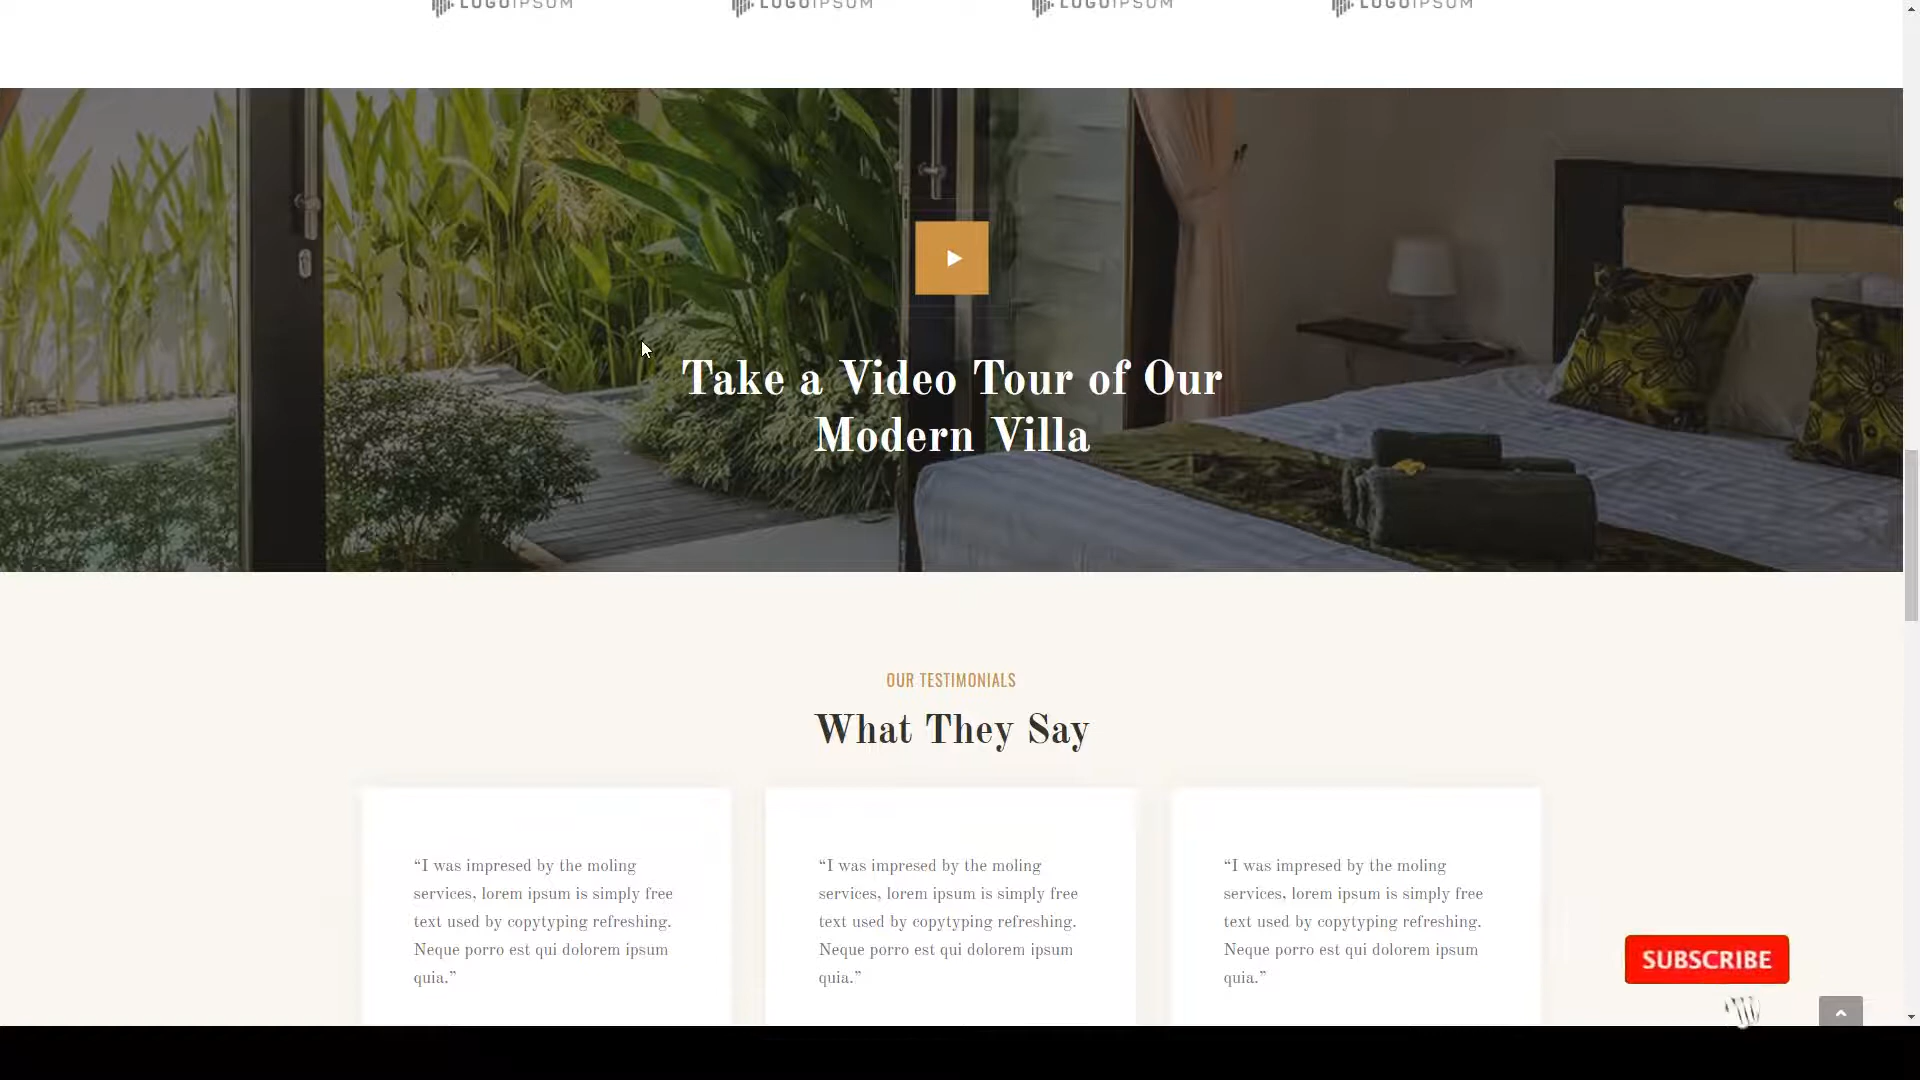 LOGOIPSUM LOGOIPSUM LOGOIPSUM LOGOIPSUM
Take a Video Tour of Our
Modern Villa
OUR TESTIMONIALS
What They Say
“I was impresed by the moling
services, lorem ipsum is simply free
text used by copytyping refreshing.
Neque porro est qui dolorem ipsum
quia.”
“I was impresed by the moling
services, lorem ipsum is simply free
text used by copytyping refreshing.
Neque porro est qui dolorem ipsum
quia.”
“I was impresed by the moling
services, lorem ipsum is simply free
text used by copytyping refreshing.
Neque porro est qui dolorem ipsum
quia.”
SUBSCRIBE